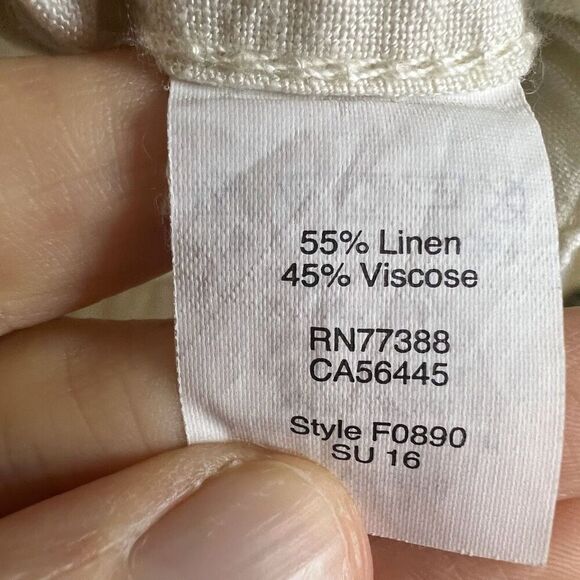 55% Linen
45% Viscose
RN77388
CA56445
Style F0890
SU 16